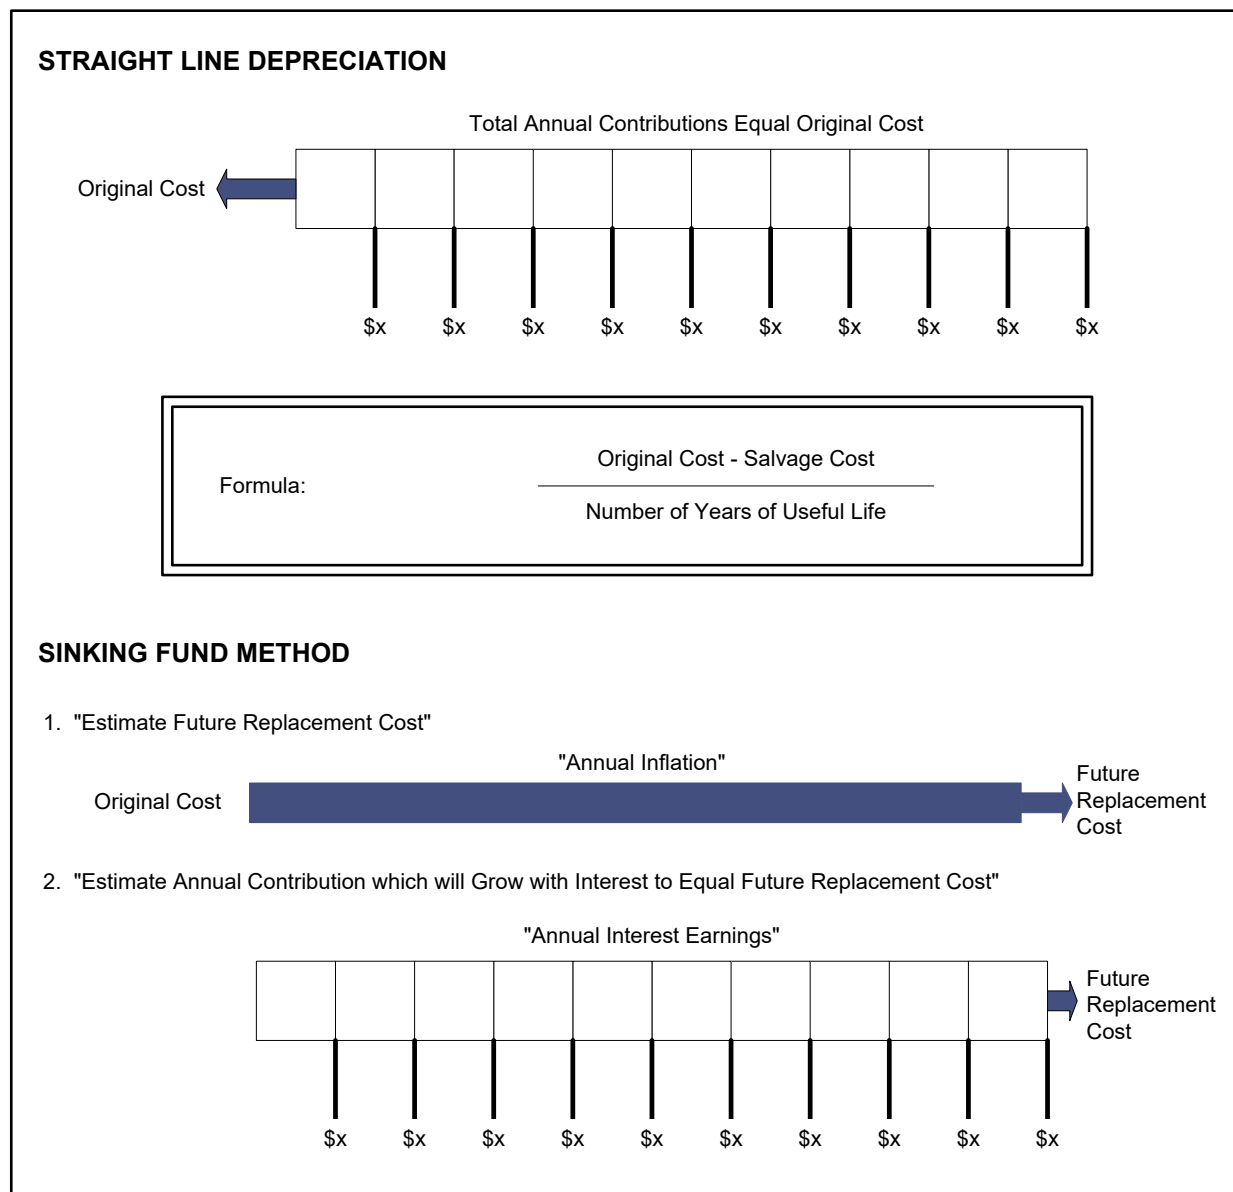 STRAIGHT LINE DEPRECIATION
Total Annual Contributions Equal Original Cost
Original Cost
$x $x $x $x $x $x $x $x $x $x
Formula:
Original Cost - Salvage Cost
Number of Years of Useful Life
SINKING FUND METHOD
1. "Estimate Future Replacement Cost"
"Annual Inflation"
Original Cost
Future
Replacement
Cost
2. "Estimate Annual Contribution which will Grow with Interest to Equal Future Replacement Cost"
"Annual Interest Earnings"
Future
Replacement
Cost
$x $x $x $x $x $x $x $x $x $x